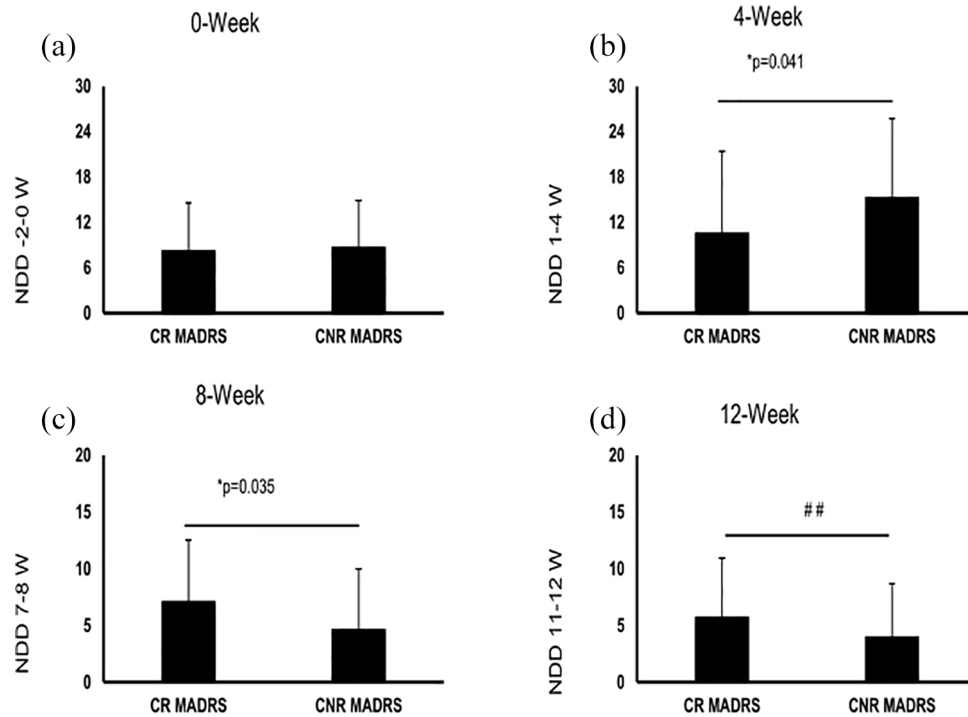 0-Week
(a)
NDD -2-0 W
30
24
18
12
6
0
CR MADRS CNR MADRS
4-Week
(b)
*p=0.041
NDD 1-4 W
30
24
18
12
6
0
CR MADRS CNR MADRS
8-Week
(c)
*p=0.035
NDD 7-8 W
20
15
10
5
0
CR MADRS CNR MADRS
12-Week
(d)
##
NDD 11-12 W
20
15
10
5
0
CR MADRS CNR MADRS